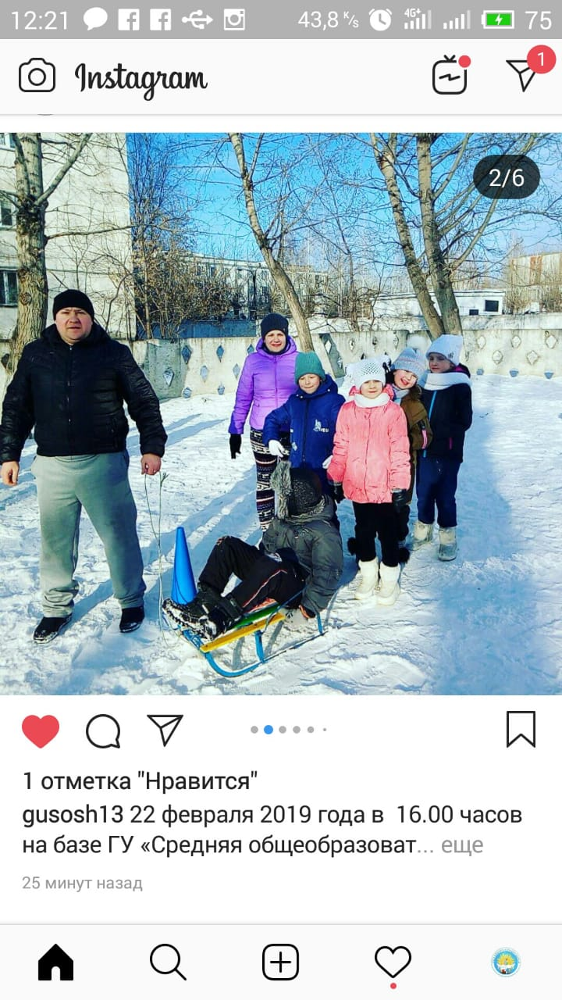 12:21 43,8 K/s 4G+ 75
Instagram 1
2/6
1 отметка "Нравится"
gusosh13 22 февраля 2019 года в 16.00 часов
на базе ГУ «Средняя общеобразоват... еще
25 минут назад